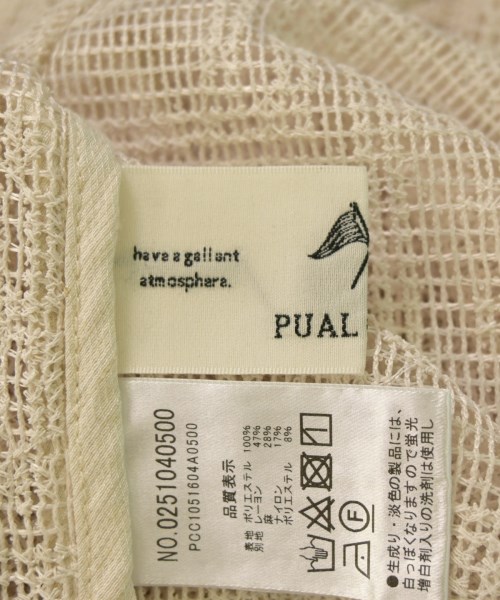 have a gallant
atmosphere.
PUAL
NO.0251040500
PCC1051604A0500
品質表示
表地 ポリエステル 100%
別地 レーヨン 47%
麻 28%
ナイロン 17%
ポリエステル 8%
F
●生成り・淡色の製品には、
白っぽくなりますので蛍光
増白剤入りの洗剤は使用し